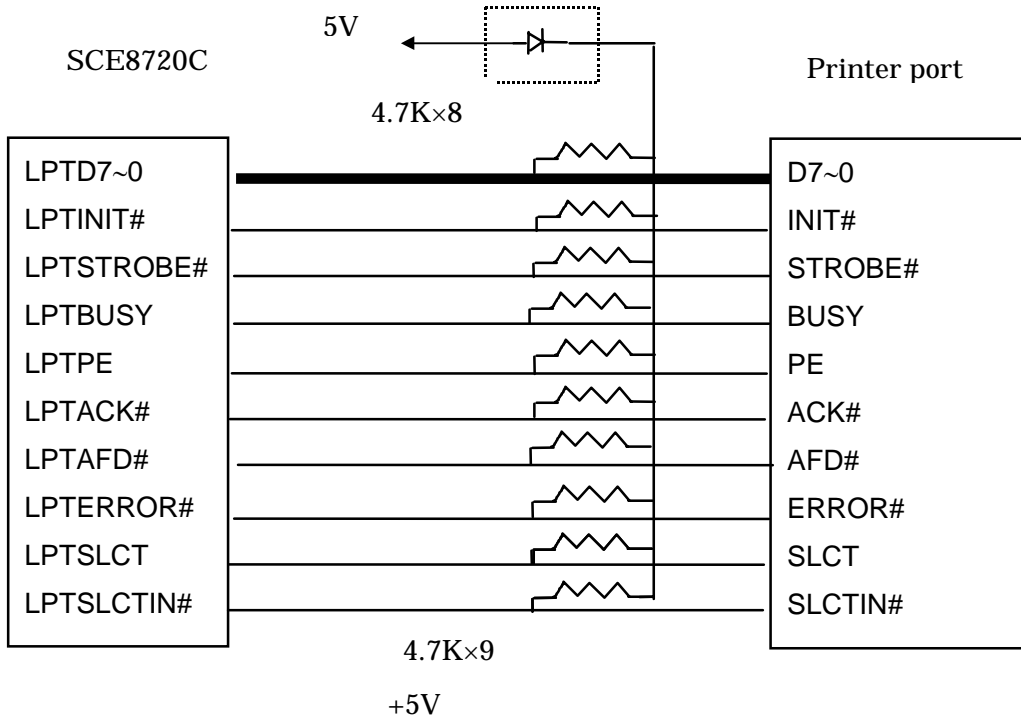 5V
SCE8720C
Printer port
4.7K×8
LPTD7~0
LPTINIT#
LPTSTROBE#
LPTBUSY
LPTPE
LPTACK#
LPTAFD#
LPTERROR#
LPTSLCT
LPTSLCTIN#
D7~0
INIT#
STROBE#
BUSY
PE
ACK#
AFD#
ERROR#
SLCT
SLCTIN#
4.7K×9
+5V